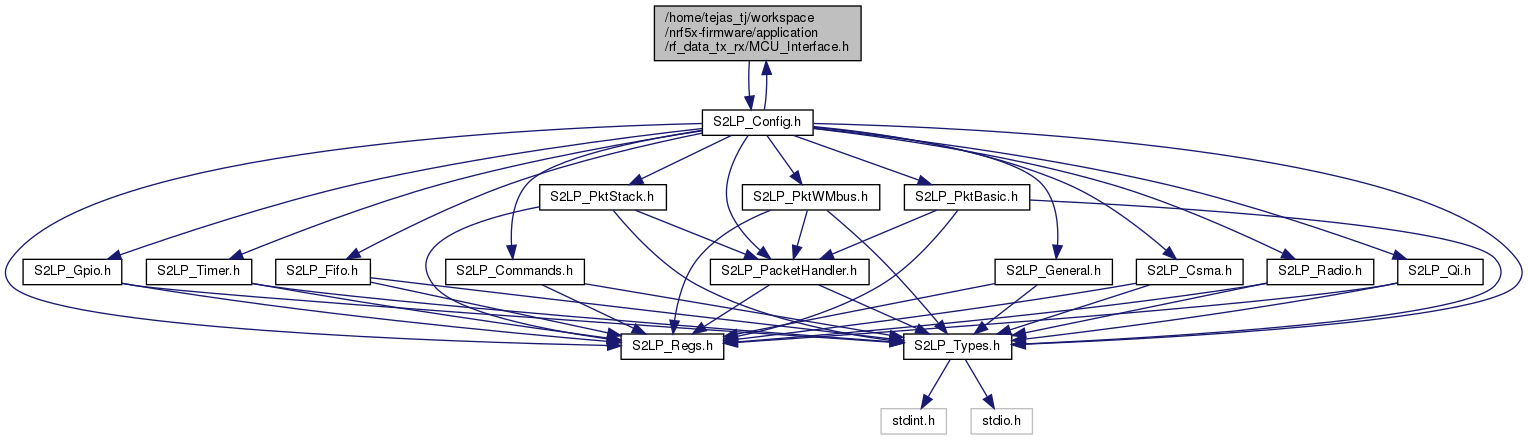 /home/tejas_tj/workspace
/nrf5x-firmware/application
/rf_data_tx_rx/MCU_Interface.h
S2LP_Config.h
S2LP_PktStack.h
S2LP_PktWMbus.h
S2LP_PktBasic.h
S2LP_Gpio.h
S2LP_Timer.h
S2LP_Fifo.h
S2LP_Commands.h
S2LP_PacketHandler.h
S2LP_General.h
S2LP_Csma.h
S2LP_Radio.h
S2LP_Qi.h
S2LP_Regs.h
S2LP_Types.h
stdint.h
stdio.h